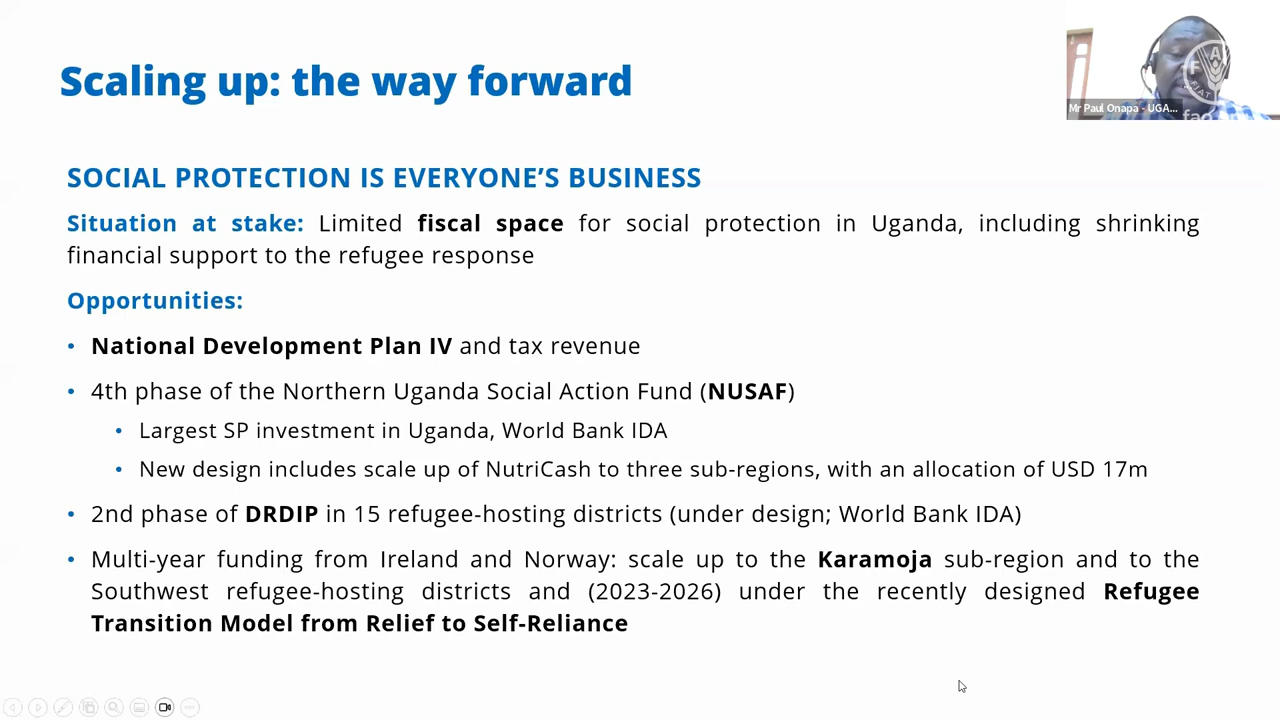 Scaling up: the way forward
Mr Paul Onapa - UGA...
FAO
FIAT
fao
SOCIAL PROTECTION IS EVERYONE’S BUSINESS
Situation at stake: Limited fiscal space for social protection in Uganda, including shrinking
financial support to the refugee response
Opportunities:
• National Development Plan IV and tax revenue
• 4th phase of the Northern Uganda Social Action Fund (NUSAF)
• Largest SP investment in Uganda, World Bank IDA
• New design includes scale up of NutriCash to three sub-regions, with an allocation of USD 17m
• 2nd phase of DRDIP in 15 refugee-hosting districts (under design; World Bank IDA)
• Multi-year funding from Ireland and Norway: scale up to the Karamoja sub-region and to the
Southwest refugee-hosting districts and (2023-2026) under the recently designed Refugee
Transition Model from Relief to Self-Reliance